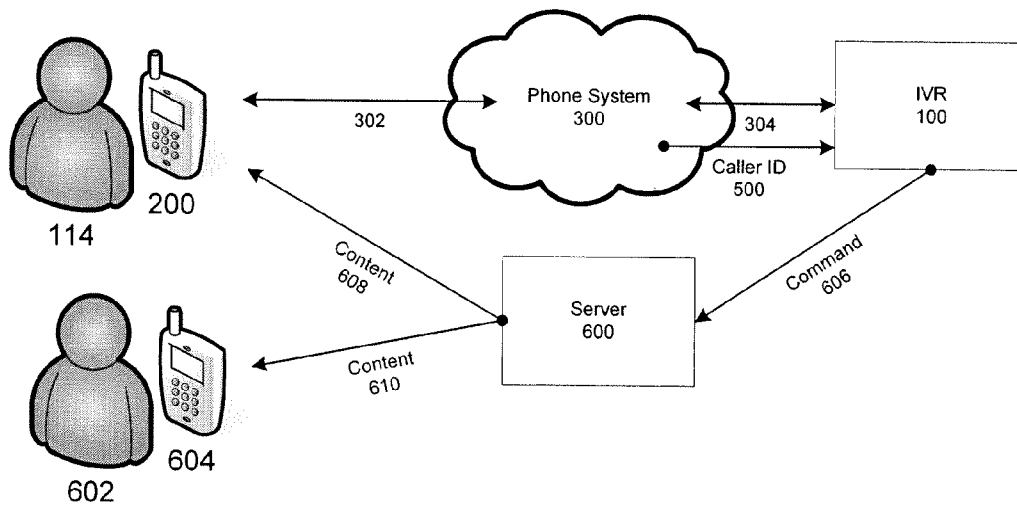 Phone System
300
IVR
100
302
304
Caller ID
500
200
114
Content
608
Command
606
Server
600
Content
610
604
602